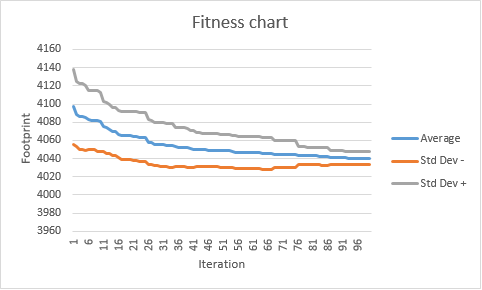 Fitness chart
4160
4140
4120
4100
4080
4060
4040
4020
4000
3980
3960
Footprint
1 6 11 16 21 26 31 36 41 46 51 56 61 66 71 76 81 86 91 96
Iteration
Average
Std Dev -
Std Dev +